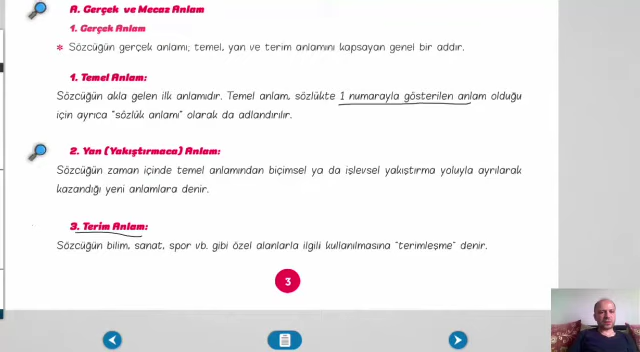 A. Gerçek ve Mecaz Anlam
1. Gerçek Anlam
* Sözcüğün gerçek anlamı; temel, yan ve terim anlamını kapsayan genel bir addır.
1. Temel Anlam:
Sözcüğün akla gelen ilk anlamıdır. Temel anlam, sözlükte 1 numarayla gösterilen anlam olduğu
için ayrıca “sözlük anlamı” olarak da adlandırılır.
2. Yan (Yakıştırmaca) Anlam:
Sözcüğün zaman içinde temel anlamından biçimsel ya da işlevsel yakıştırma yoluyla ayrılarak
kazandığı yeni anlamlara denir.
3. Terim Anlam:
Sözcüğün bilim, sanat, spor vb. gibi özel alanlarla ilgili kullanılmasına “terimleşme” denir.
3